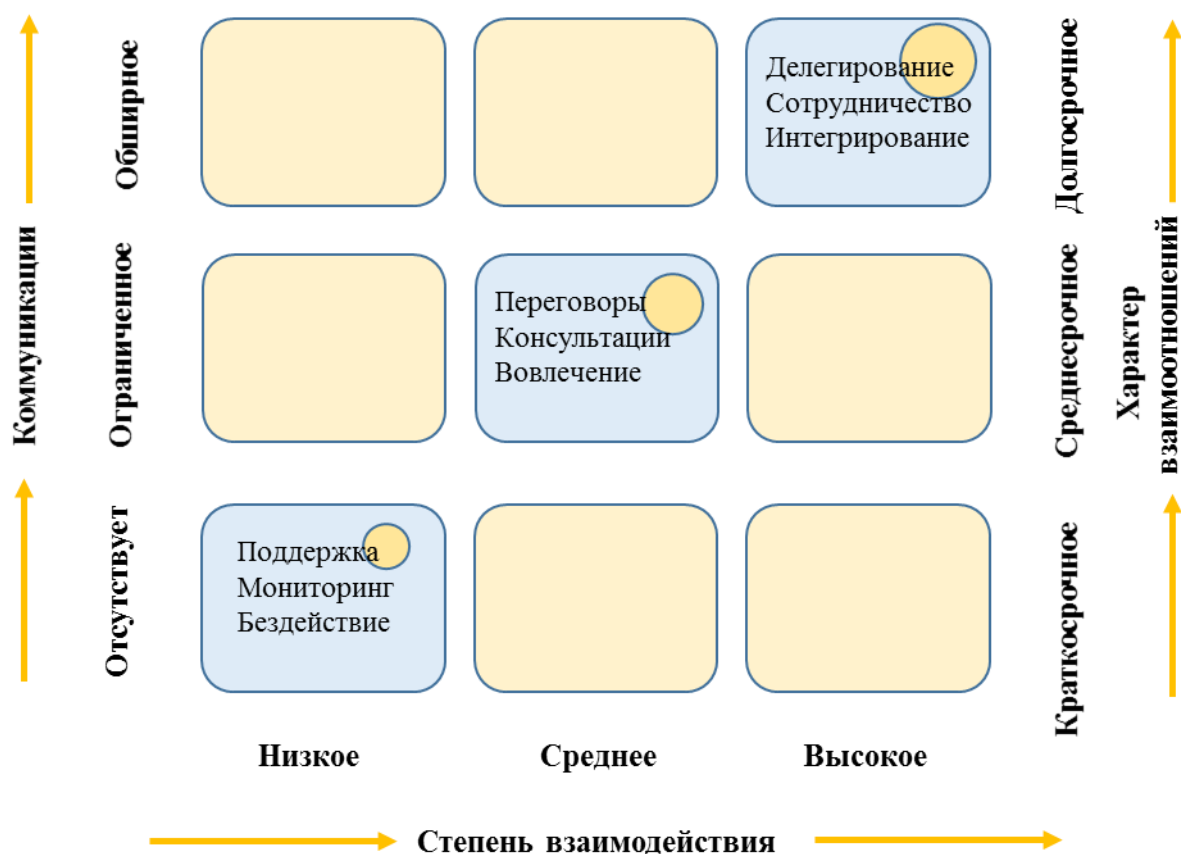 Коммуникации
Обширное
Делегирование
Сотрудничество
Интегрирование
Долгосрочное
Ограниченное
Переговоры
Консультации
Вовлечение
Среднесрочное
Характер
взаимоотношений
Отсутствует
Поддержка
Мониторинг
Бездействие
Краткосрочное
Низкое
Среднее
Высокое
Степень взаимодействия